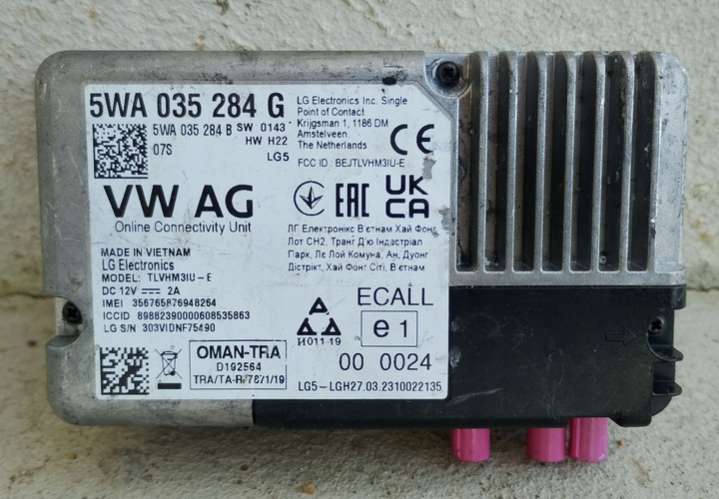 5WA 035 284 G
5WA 035 284 B SW 0143
HW H22
07S
LG5
VW AG
Online Connectivity Unit
MADE IN VIETNAM
LG Electronics
MODEL: TLVHM3IU-E
DC 12V 2A
IMEI 356765R76948264
ICCID 89882390000608535863
LG S/N 303VIDNF75490
OMAN-TRA
D192564
TRA/TA-R/7871/19
LG Electronics Inc. Single
Point of Contact
Krijgsman 1, 1186 DM
Amstelveen
The Netherlands
FCC ID: BEJTLVHM3IU-E
CE
EAC
UK
CA
ЛГ Електронікс В'єтнам Хай Фонг
Лот CH2, Транг Д'ю Індастріал
Парк, Ле Лой Комуна, Ан, Дуонг
Дістрікт, Хай Фонг Сіті, В'єтнам
И011-19
ECALL
e1
00 0024
LG5-LGH27.03.2310022135